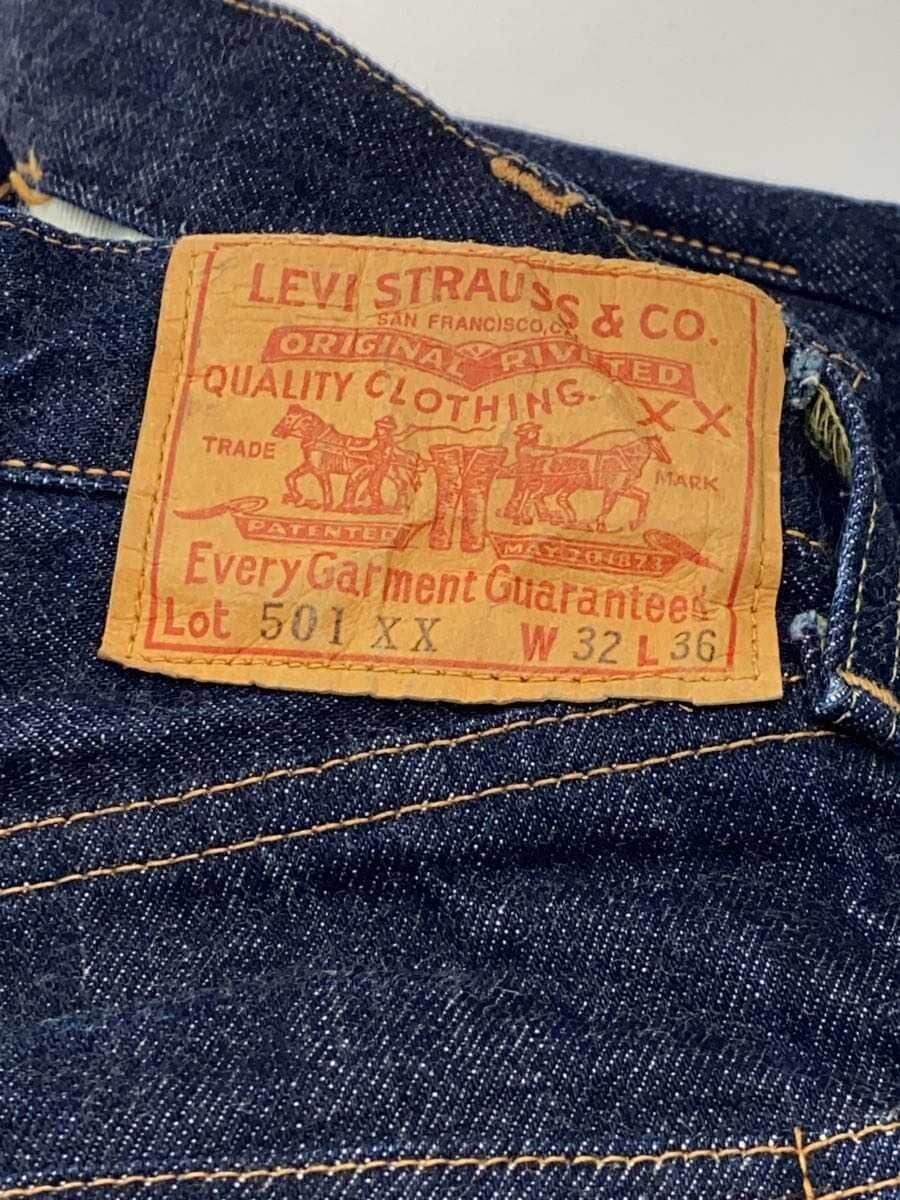 LEVI STRAUSS & CO.
SAN FRANCISCO, CA
ORIGINAL RIVETED
QUALITY CLOTHING
XX
TRADE MARK
PATENTED MAY 20 1873
Every Garment Guaranteed
Lot 501 XX W 32 L 36